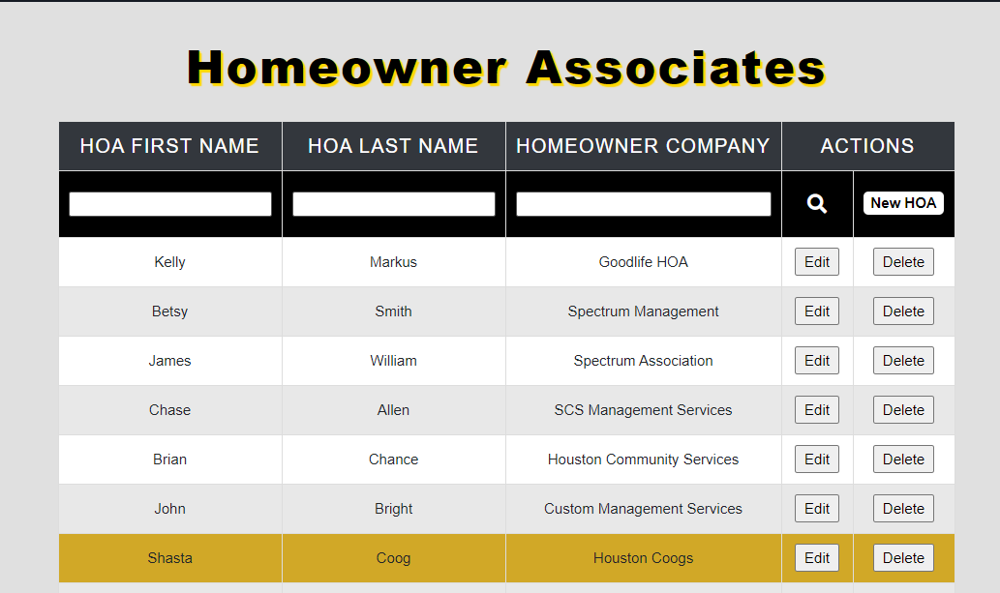 Homeowner Associates
HOA FIRST NAME HOA LAST NAME HOMEOWNER COMPANY ACTIONS
New HOA
Kelly Markus Goodlife HOA Edit Delete
Betsy Smith Spectrum Management Edit Delete
James William Spectrum Association Edit Delete
Chase Allen SCS Management Services Edit Delete
Brian Chance Houston Community Services Edit Delete
John Bright Custom Management Services Edit Delete
Shasta Coog Houston Coogs Edit Delete